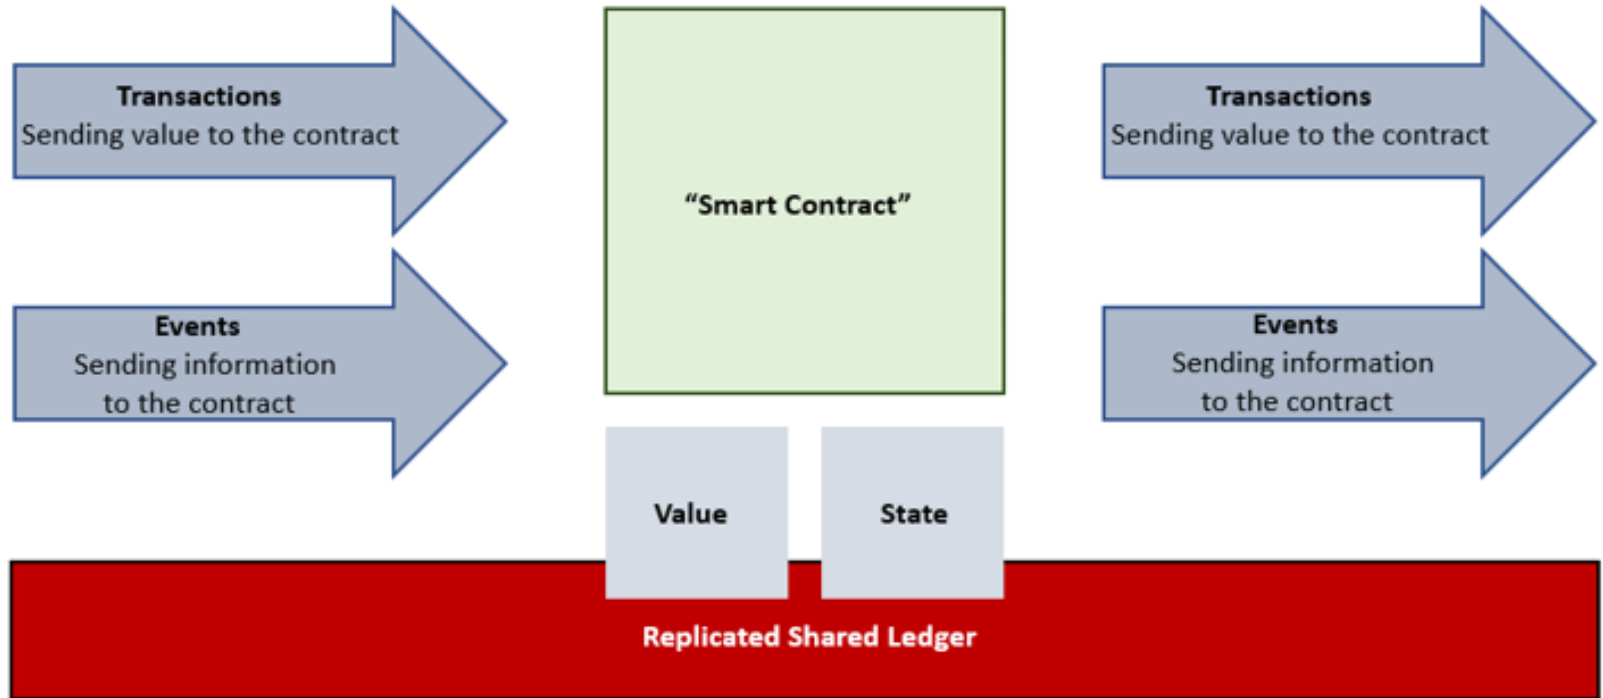 Transactions
Sending value to the contract
Events
Sending information
to the contract
“Smart Contract”
Transactions
Sending value to the contract
Events
Sending information
to the contract
Value
State
Replicated Shared Ledger